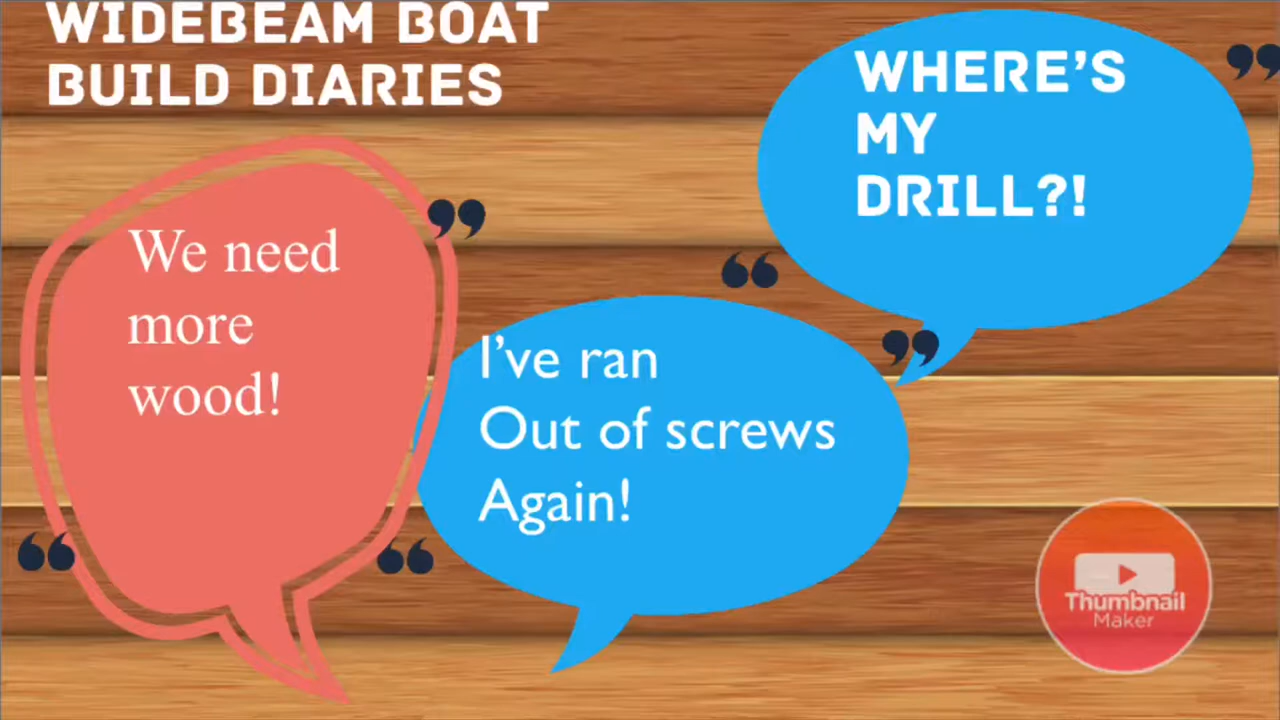 WIDEBEAM BOAT
BUILD DIARIES
WHERE'S
MY
DRILL?!
We need
more
wood!
I've ran
Out of screws
Again!
Thumbnail
Maker